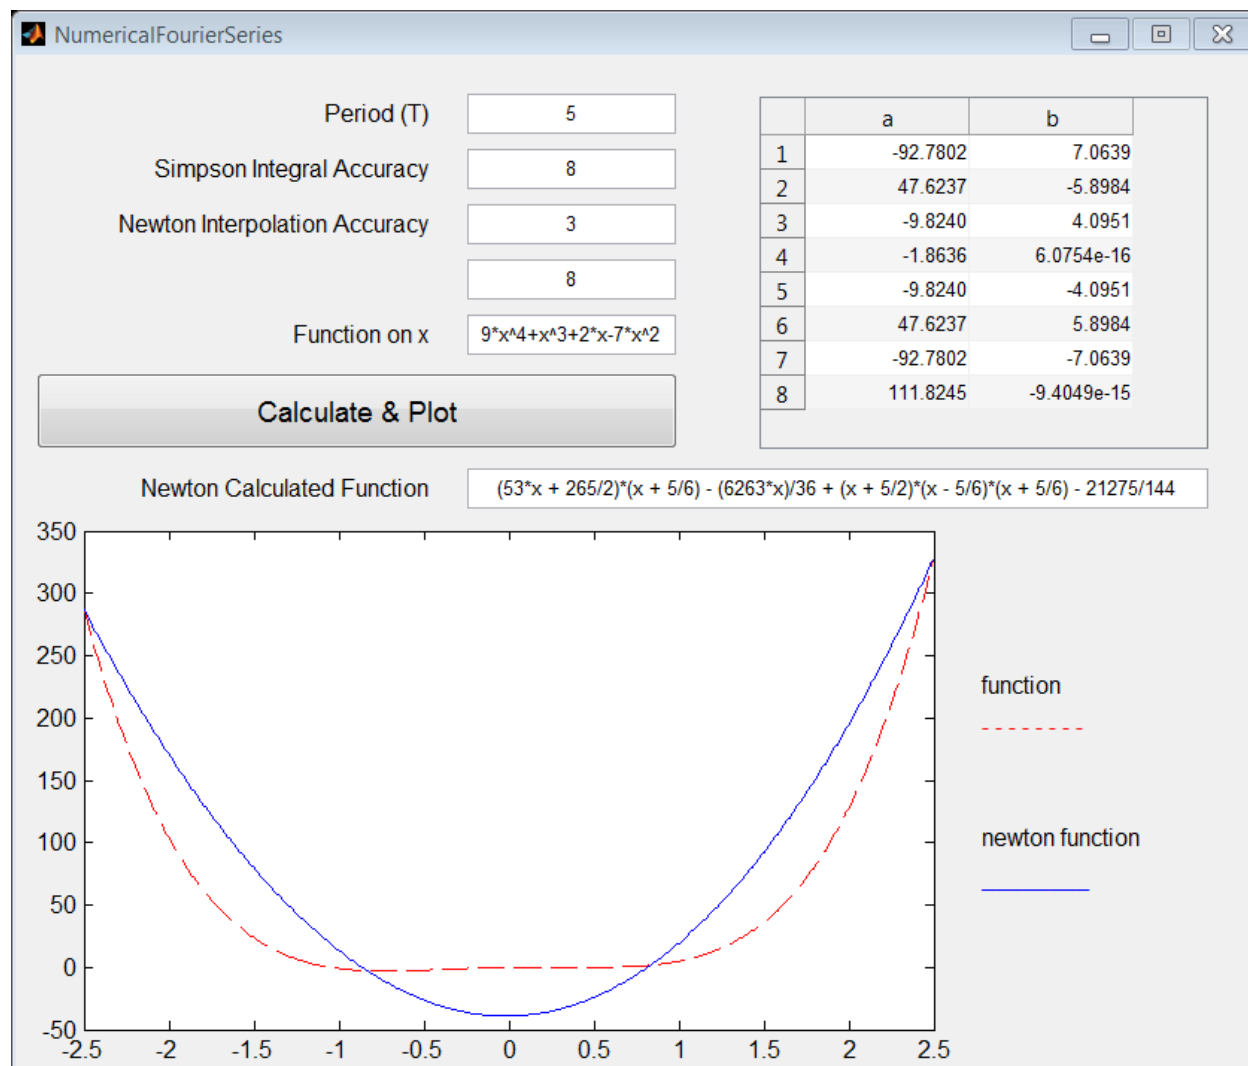 NumericalFourierSeries
Period (T) 5
Simpson Integral Accuracy 8
Newton Interpolation Accuracy 3
8
Function on x 9*x^4+x^3+2*x-7*x^2
Calculate & Plot
a b
1 -92.7802 7.0639
2 47.6237 -5.8984
3 -9.8240 4.0951
4 -1.8636 6.0754e-16
5 -9.8240 -4.0951
6 47.6237 5.8984
7 -92.7802 -7.0639
8 111.8245 -9.4049e-15
Newton Calculated Function (53*x + 265/2)*(x + 5/6) - (6263*x)/36 + (x + 5/2)*(x - 5/6)*(x + 5/6) - 21275/144
350
300
250
200
150
100
50
0
-50
-2.5 -2 -1.5 -1 -0.5 0 0.5 1 1.5 2 2.5
function
newton function